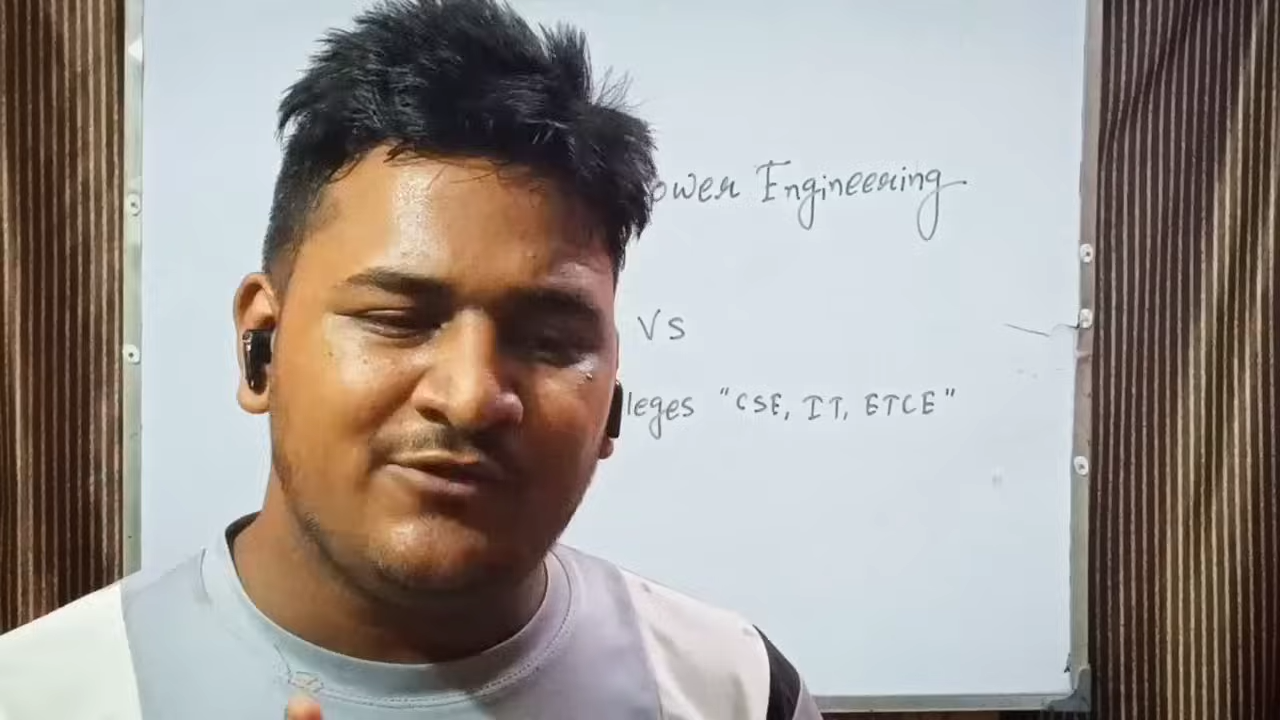 ower Engineering
VS
leges "CSE, IT, ETCE"